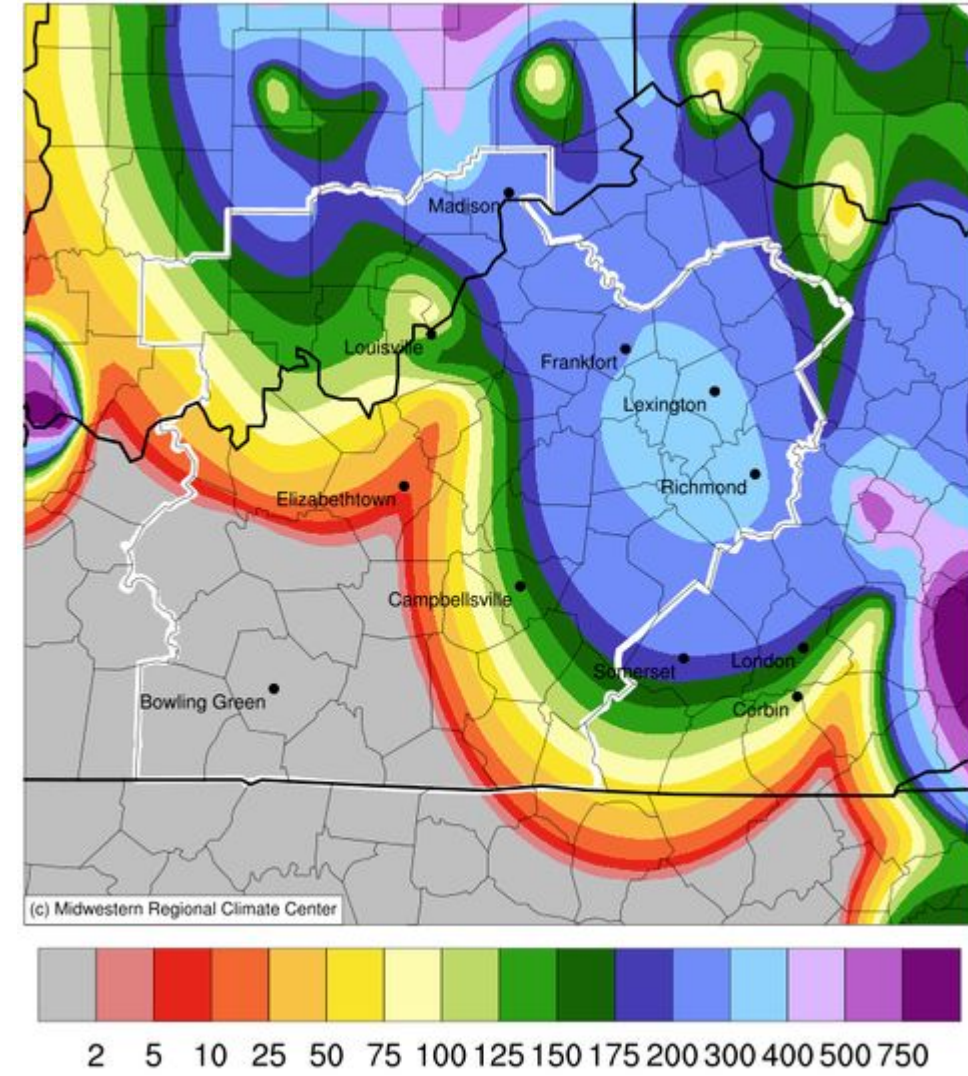 Madison
Louisville
Frankfort
Lexington
Richmond
Elizabethtown
Campbellsville
Somerset
London
Bowling Green
Corbin
(c) Midwestern Regional Climate Center
2 5 10 25 50 75 100 125 150 175 200 300 400 500 750